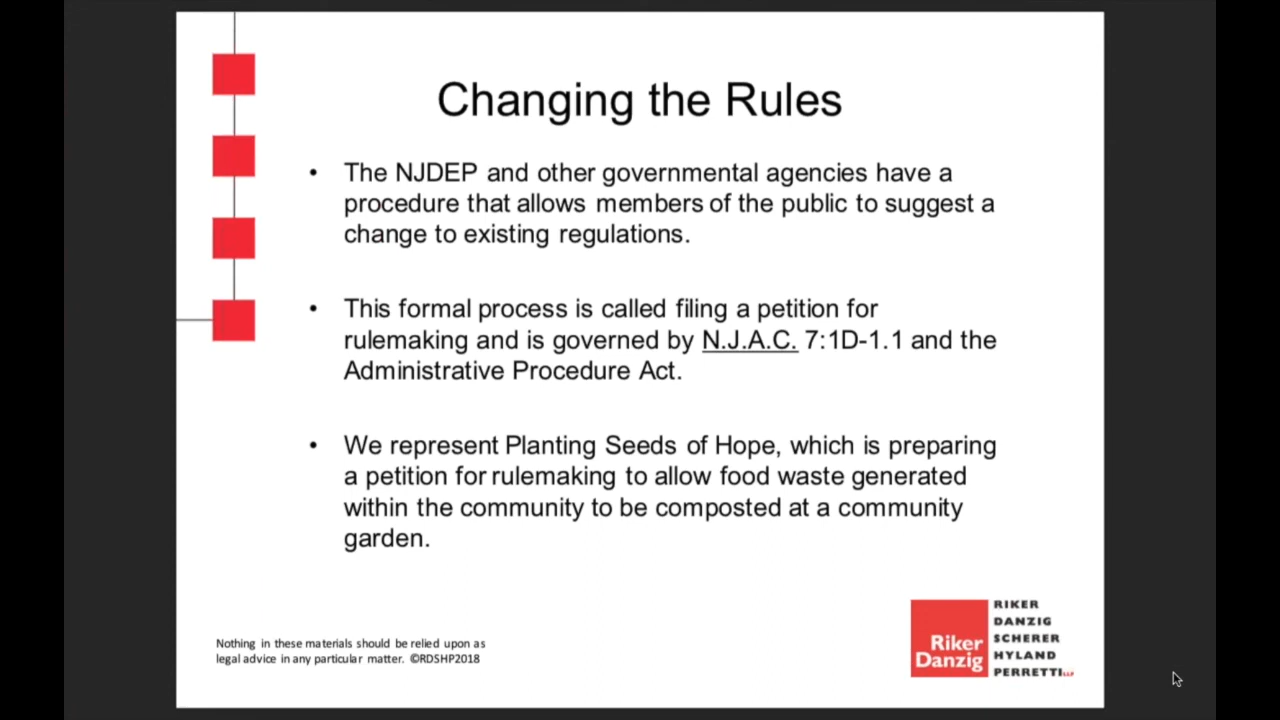 Changing the Rules
• The NJDEP and other governmental agencies have a
procedure that allows members of the public to suggest a
change to existing regulations.
• This formal process is called filing a petition for
rulemaking and is governed by N.J.A.C. 7:1D-1.1 and the
Administrative Procedure Act.
• We represent Planting Seeds of Hope, which is preparing
a petition for rulemaking to allow food waste generated
within the community to be composted at a community
garden.
Nothing in these materials should be relied upon as
legal advice in any particular matter. ©RDSHP2018
Riker
Danzig
RIKER
DANZIG
SCHERER
HYLAND
PERRETTI LLP